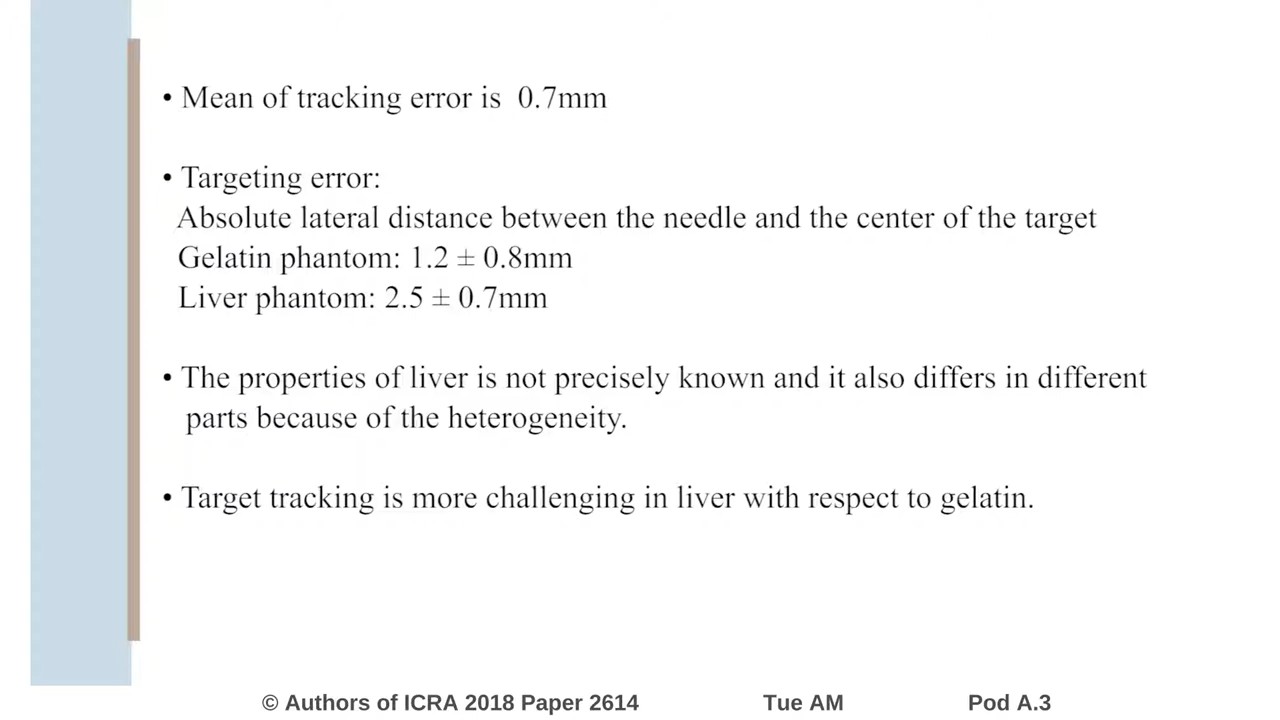 • Mean of tracking error is 0.7mm
• Targeting error:
Absolute lateral distance between the needle and the center of the target
Gelatin phantom: 1.2 ± 0.8mm
Liver phantom: 2.5 ± 0.7mm
• The properties of liver is not precisely known and it also differs in different
parts because of the heterogeneity.
• Target tracking is more challenging in liver with respect to gelatin.
© Authors of ICRA 2018 Paper 2614 Tue AM Pod A.3